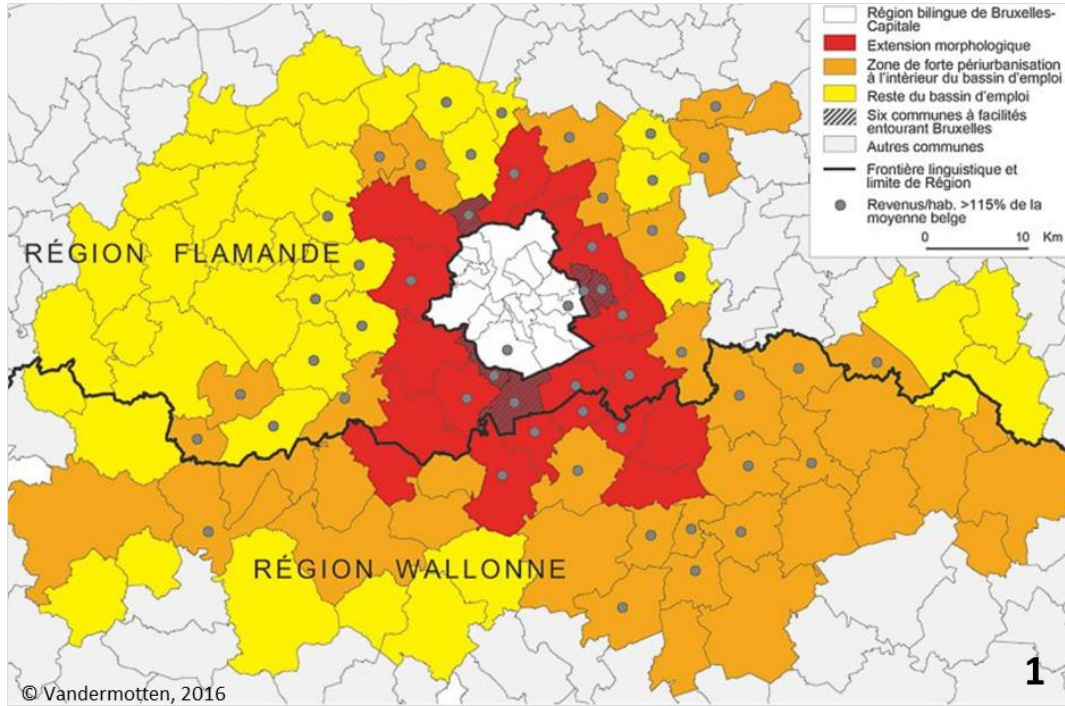 Région bilingue de Bruxelles-
Capitale
Extension morphologique
Zone de forte périurbanisation
à l'intérieur du bassin d'emploi
Reste du bassin d'emploi
Six communes à facilités
entourant Bruxelles
Autres communes
Frontière linguistique et
limite de Région
Revenus/hab. >115% de la
moyenne belge
0 10 Km
RÉGION FLAMANDE
RÉGION WALLONNE
© Vandermotten, 2016
1